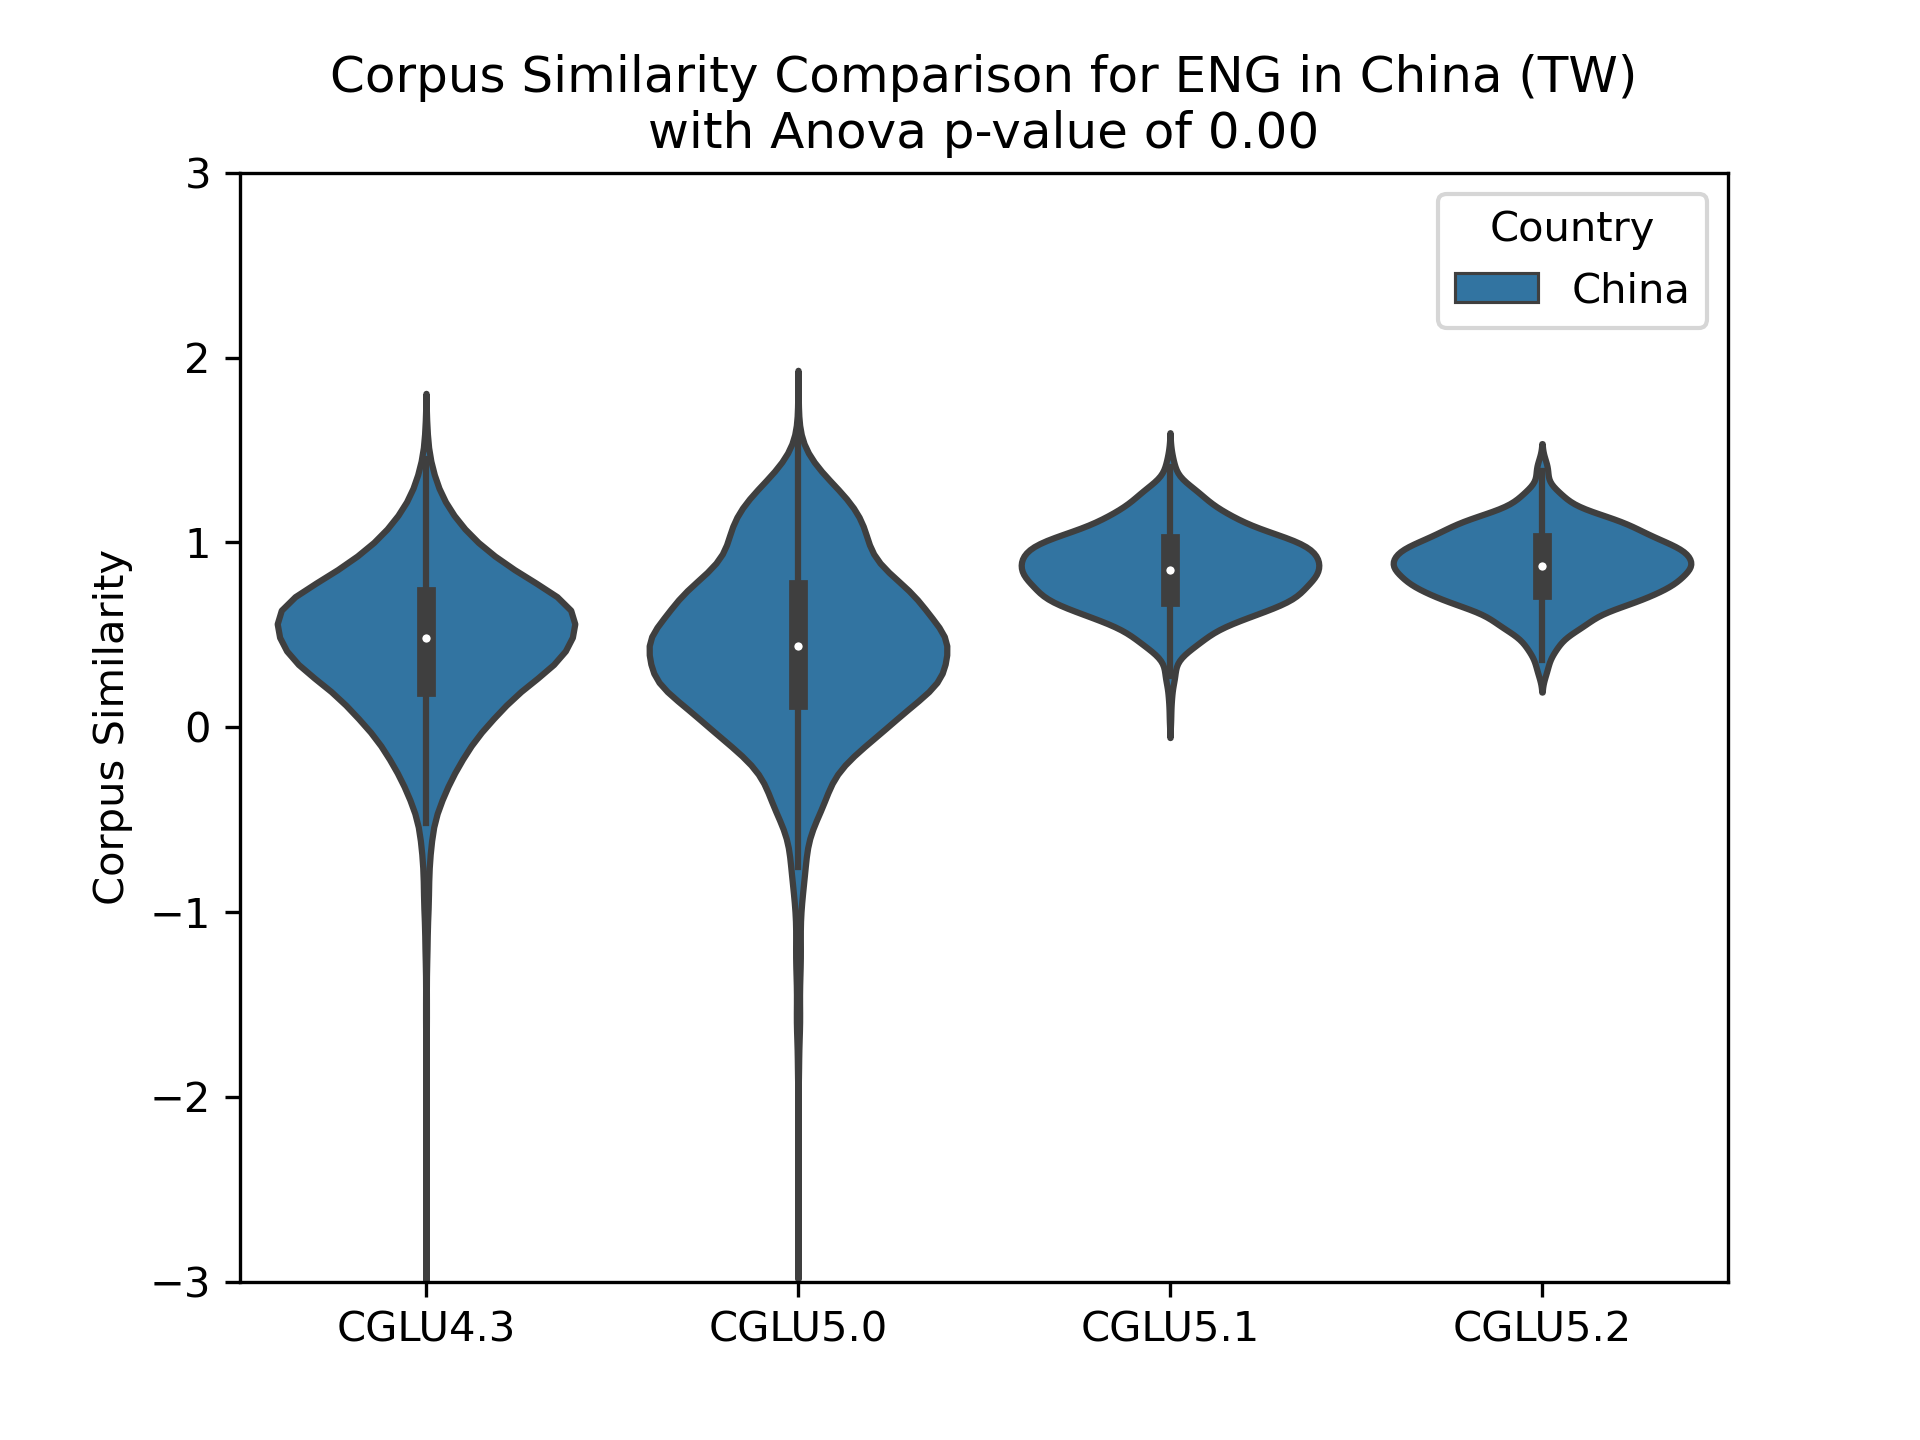 Corpus Similarity Comparison for ENG in China (TW)
with Anova p-value of 0.00
Country
China
Corpus Similarity
3
2
1
0
−1
−2
−3
CGLU4.3
CGLU5.0
CGLU5.1
CGLU5.2